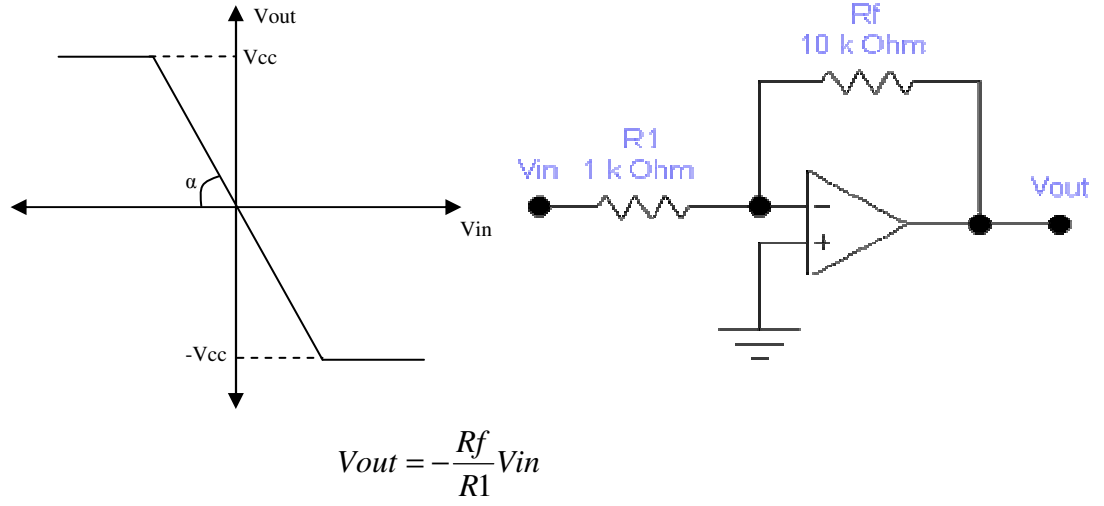 Vout
Vcc
α
Vin
-Vcc
Rf
10 k Ohm
R1
Vin 1 k Ohm
Vout
−
+
Vout = −Rf/R1 Vin